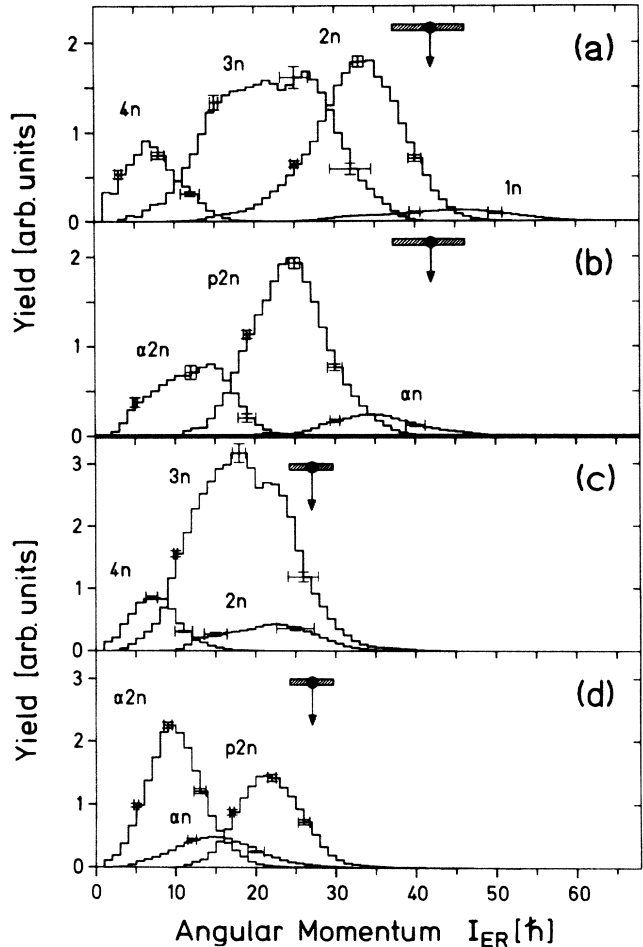 2n
(a)
2
3n
4n
1
1n
0
(b)
2
p2n
α2n
1
αn
0
3
3n
(c)
2
4n
2n
1
0
3
α2n
(d)
2
p2n
1
αn
0
Yield [arb. units]
Yield [arb. units]
0 10 20 30 40 50 60
Angular Momentum I_ER [ħ]